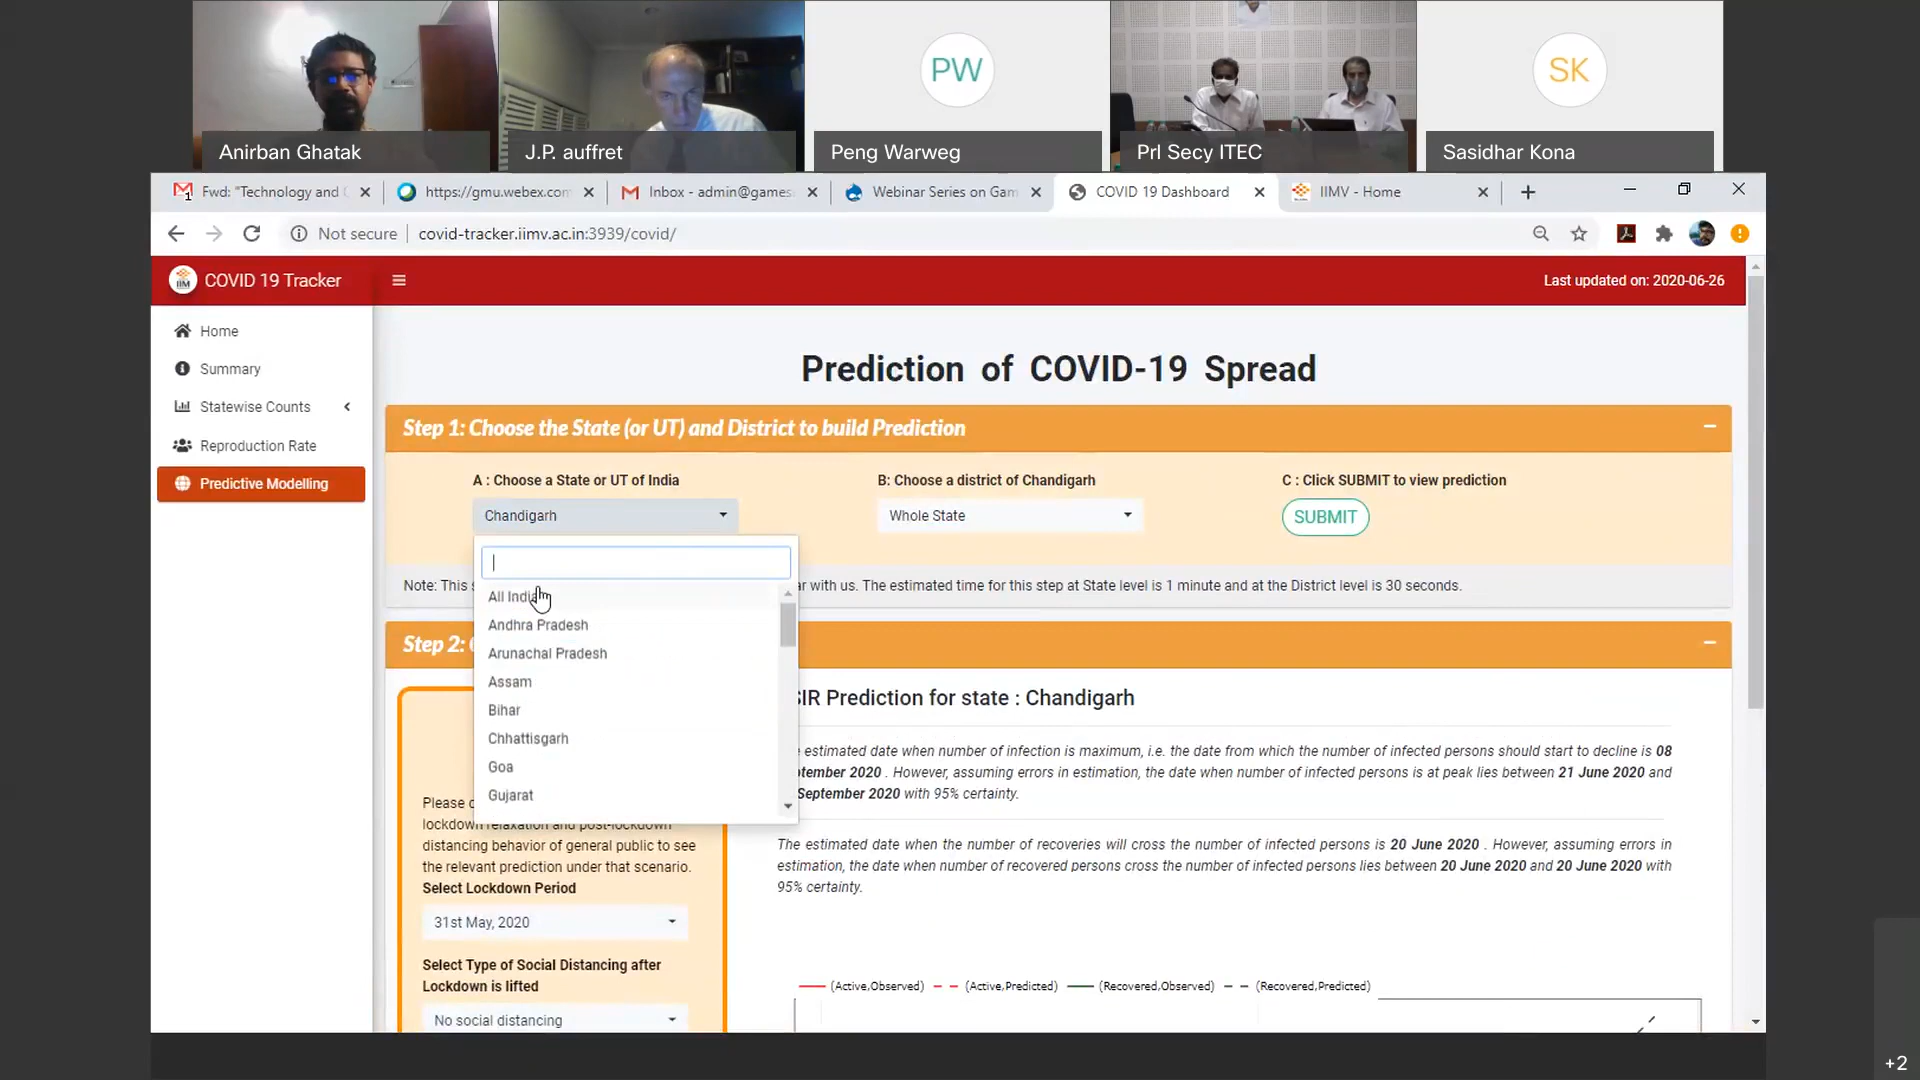 PW
SK
Anirban Ghatak
J.P. auffret
Peng Warweg
Prl Secy ITEC
Sasidhar Kona
Fwd: "Technology and
https://gmu.webex.com
Inbox - admin@games
Webinar Series on Gam
COVID 19 Dashboard
IIMV - Home
Not secure
covid-tracker.iimv.ac.in:3939/covid/
IIM
COVID 19 Tracker
Last updated on: 2020-06-26
Home
Summary
Statewise Counts
Reproduction Rate
Predictive Modelling
Prediction of COVID-19 Spread
Step 1: Choose the State (or UT) and District to build Prediction
A : Choose a State or UT of India
B: Choose a district of Chandigarh
C : Click SUBMIT to view prediction
Chandigarh
Whole State
SUBMIT
Note: This
with us. The estimated time for this step at State level is 1 minute and at the District level is 30 seconds.
All India
Andhra Pradesh
Arunachal Pradesh
Assam
Bihar
Chhattisgarh
Goa
Gujarat
Step 2:
SIR Prediction for state : Chandigarh
estimated date when number of infection is maximum, i.e. the date from which the number of infected persons should start to decline is 08
tember 2020 . However, assuming errors in estimation, the date when number of infected persons is at peak lies between 21 June 2020 and
September 2020 with 95% certainty.
The estimated date when the number of recoveries will cross the number of infected persons is 20 June 2020 . However, assuming errors in
estimation, the date when number of recovered persons cross the number of infected persons lies between 20 June 2020 and 20 June 2020 with
95% certainty.
Please
lockdown relaxation and post-lockdown
distancing behavior of general public to see
the relevant prediction under that scenario.
Select Lockdown Period
31st May, 2020
Select Type of Social Distancing after
Lockdown is lifted
No social distancing
(Active,Observed)
(Active,Predicted)
(Recovered,Observed)
(Recovered,Predicted)
+2